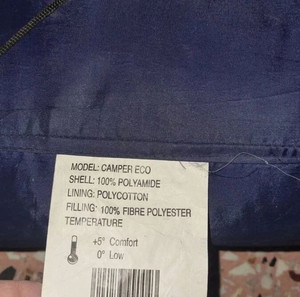 MODEL: CAMPER ECO
SHELL: 100% POLYAMIDE
LINING: POLYCOTTON
FILLING: 100% FIBRE POLYESTER
TEMPERATURE
+5° Comfort
0° Low